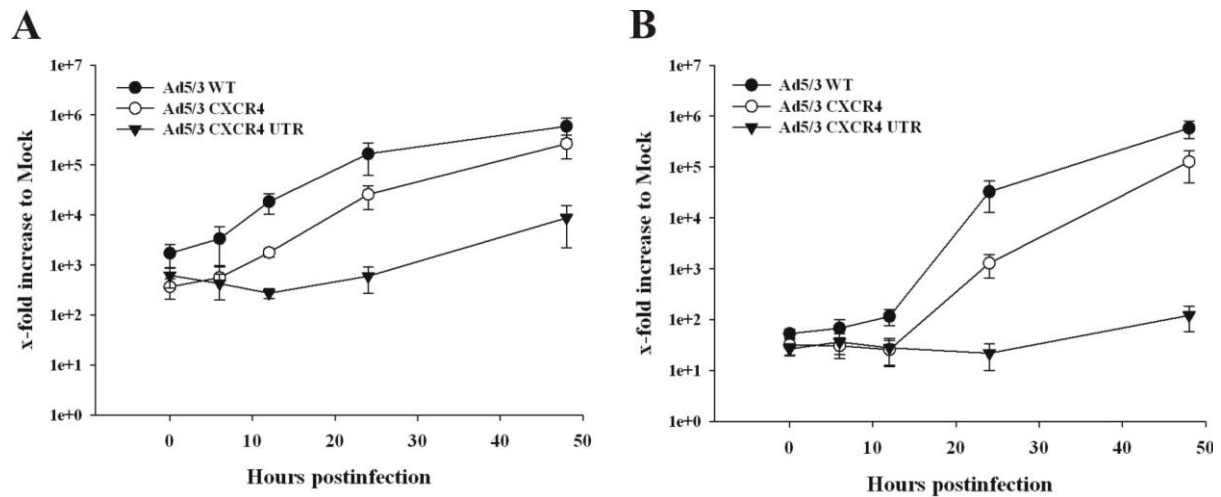 A
1e+7
1e+6
1e+5
1e+4
1e+3
1e+2
1e+1
1e+0
x-fold increase to Mock
Ad5/3 WT
Ad5/3 CXCR4
Ad5/3 CXCR4 UTR
0 10 20 30 40 50
Hours postinfection
B
1e+7
1e+6
1e+5
1e+4
1e+3
1e+2
1e+1
1e+0
x-fold increase to Mock
Ad5/3 WT
Ad5/3 CXCR4
Ad5/3 CXCR4 UTR
0 10 20 30 40 50
Hours postinfection